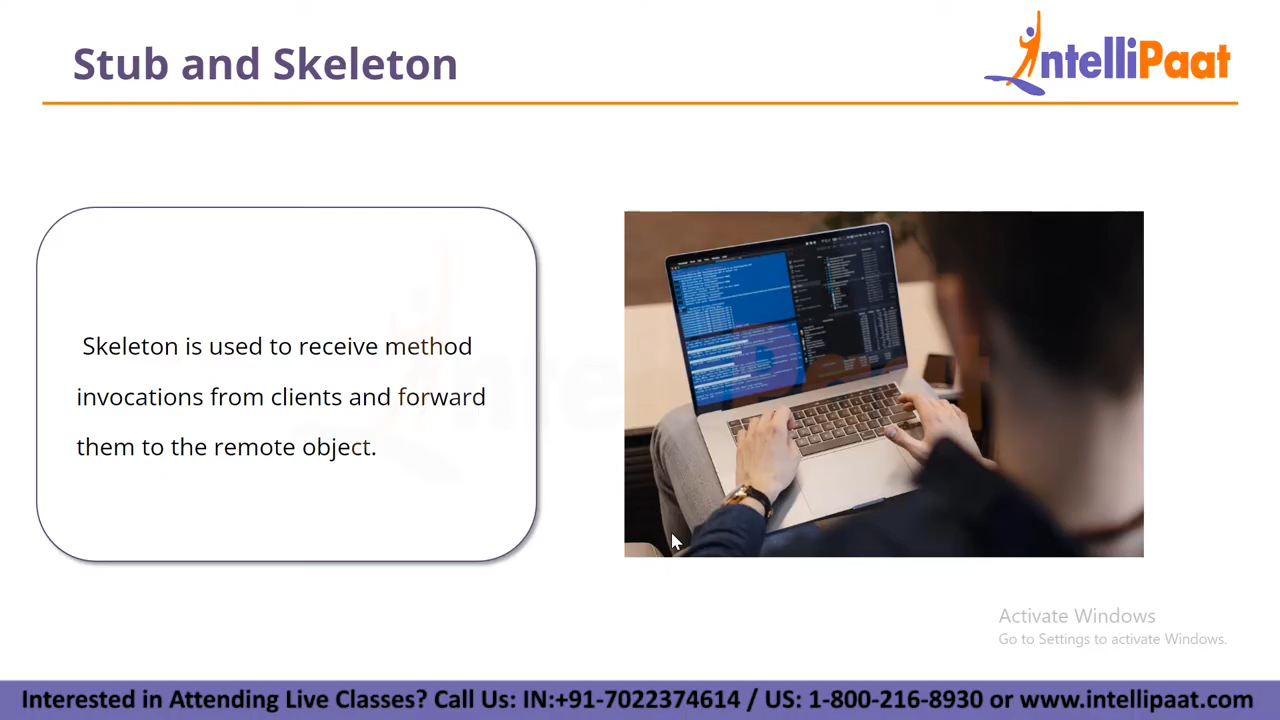 Stub and Skeleton
IntelliPaat
Skeleton is used to receive method
invocations from clients and forward
them to the remote object.
Activate Windows
Go to Settings to activate Windows.
Interested in Attending Live Classes? Call Us: IN:+91-7022374614 / US: 1-800-216-8930 or www.intellipaat.com